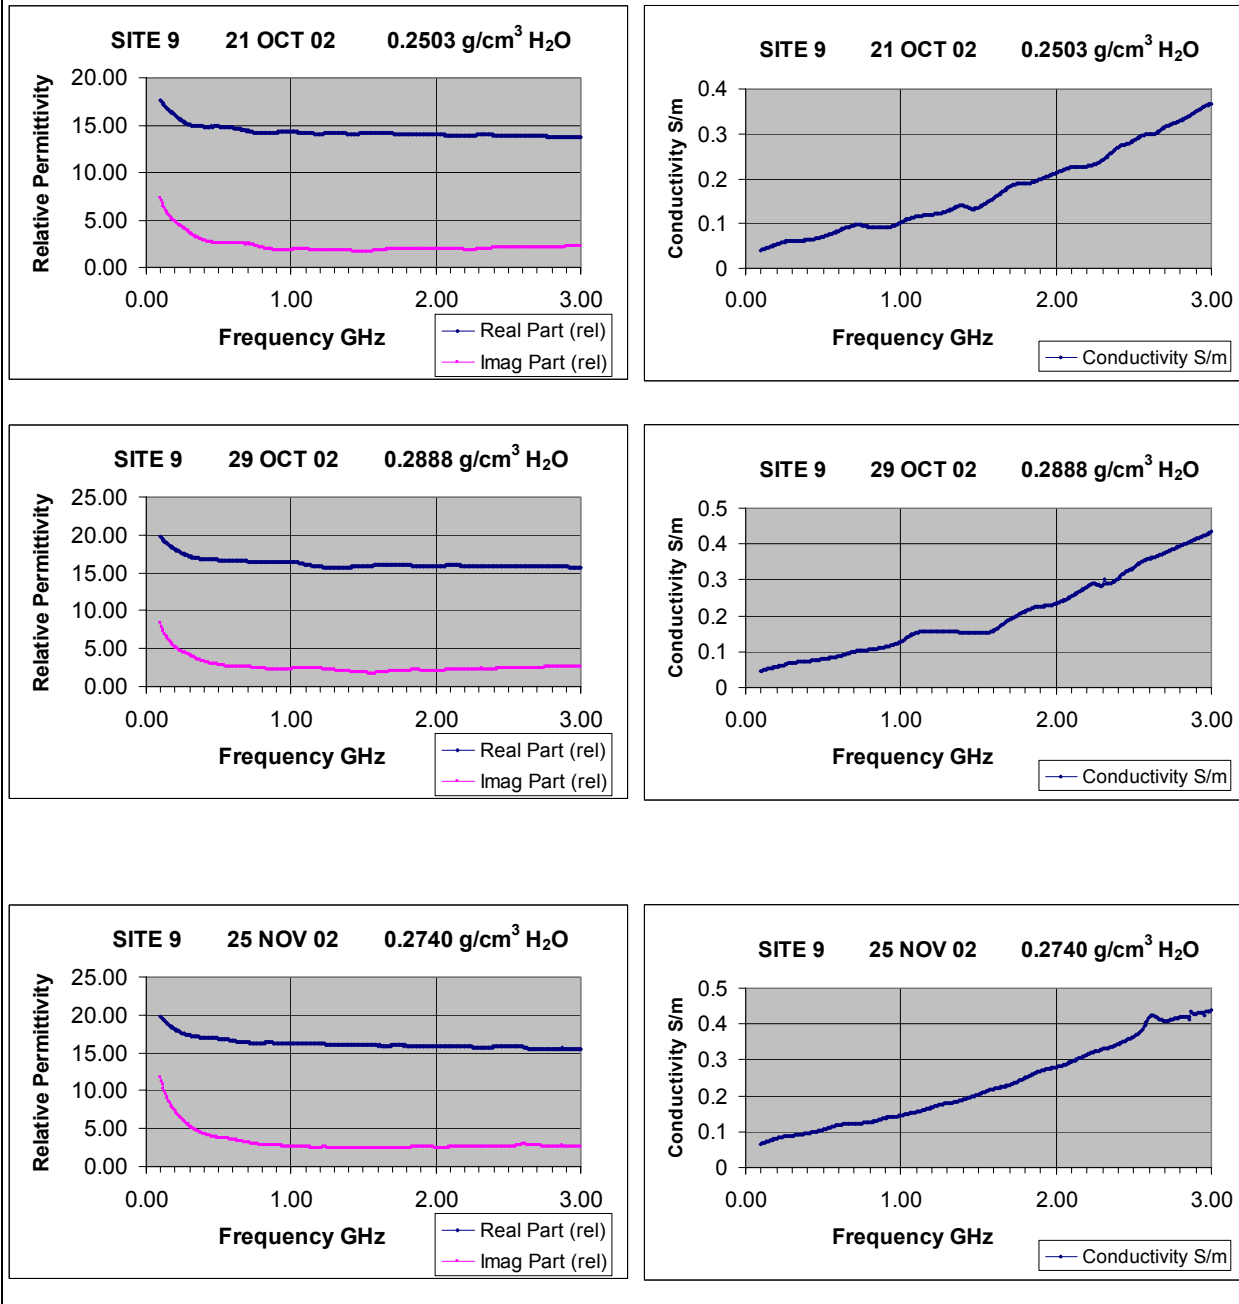 SITE 9 21 OCT 02 0.2503 g/cm³ H₂O
Relative Permittivity
20.00
15.00
10.00
5.00
0.00
0.00 1.00 2.00 3.00
Frequency GHz
Real Part (rel)
Imag Part (rel)
SITE 9 21 OCT 02 0.2503 g/cm³ H₂O
Conductivity S/m
0.4
0.3
0.2
0.1
0
0.00 1.00 2.00 3.00
Frequency GHz
Conductivity S/m
SITE 9 29 OCT 02 0.2888 g/cm³ H₂O
Relative Permittivity
25.00
20.00
15.00
10.00
5.00
0.00
0.00 1.00 2.00 3.00
Frequency GHz
Real Part (rel)
Imag Part (rel)
SITE 9 29 OCT 02 0.2888 g/cm³ H₂O
Conductivity S/m
0.5
0.4
0.3
0.2
0.1
0
0.00 1.00 2.00 3.00
Frequency GHz
Conductivity S/m
SITE 9 25 NOV 02 0.2740 g/cm³ H₂O
Relative Permittivity
25.00
20.00
15.00
10.00
5.00
0.00
0.00 1.00 2.00 3.00
Frequency GHz
Real Part (rel)
Imag Part (rel)
SITE 9 25 NOV 02 0.2740 g/cm³ H₂O
Conductivity S/m
0.5
0.4
0.3
0.2
0.1
0
0.00 1.00 2.00 3.00
Frequency GHz
Conductivity S/m